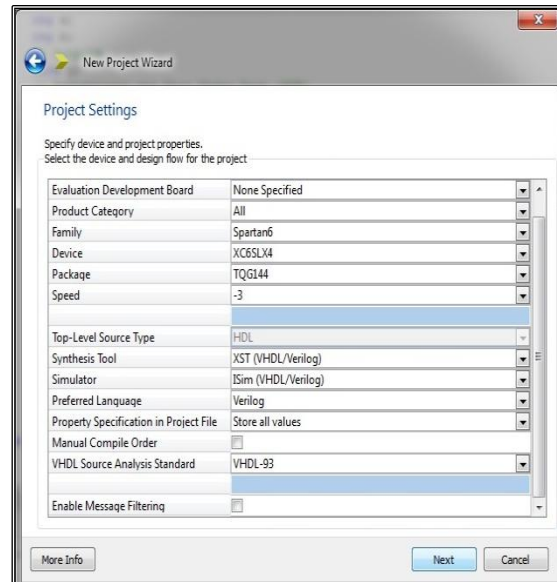 New Project Wizard
Project Settings
Specify device and project properties.
Select the device and design flow for the project
Evaluation Development Board None Specified
Product Category All
Family Spartan6
Device XC6SLX4
Package TQG144
Speed -3
Top-Level Source Type HDL
Synthesis Tool XST (VHDL/Verilog)
Simulator ISim (VHDL/Verilog)
Preferred Language Verilog
Property Specification in Project File Store all values
Manual Compile Order
VHDL Source Analysis Standard VHDL-93
Enable Message Filtering
More Info Next Cancel